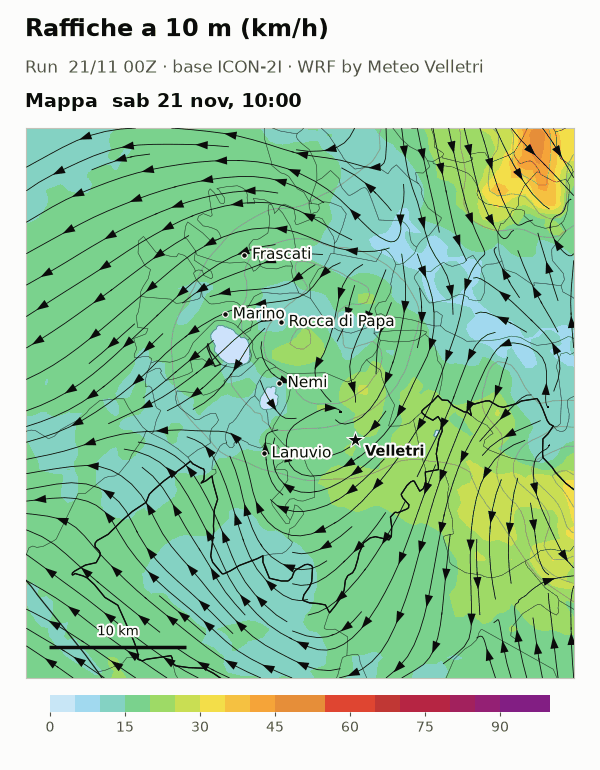 Raffiche a 10 m (km/h)
Run  21/11 00Z · base ICON-2I · WRF by Meteo Velletri
Mappa  sab 21 nov, 10:00
Frascati
Marino
Rocca di Papa
Nemi
Velletri
Lanuvio
10 km
0 15 30 45 60 75 90